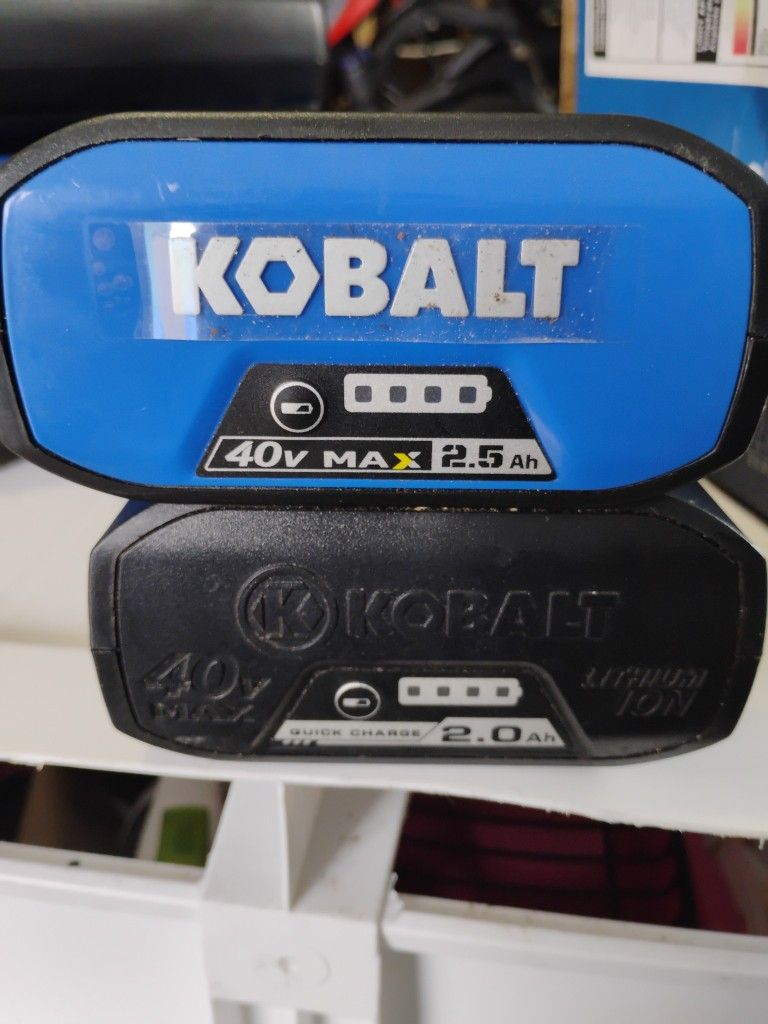 KOBALT
40V MAX 2.5 Ah
K KOBALT
40V MAX
LITHIUM ION
QUICK CHARGE 2.0 Ah